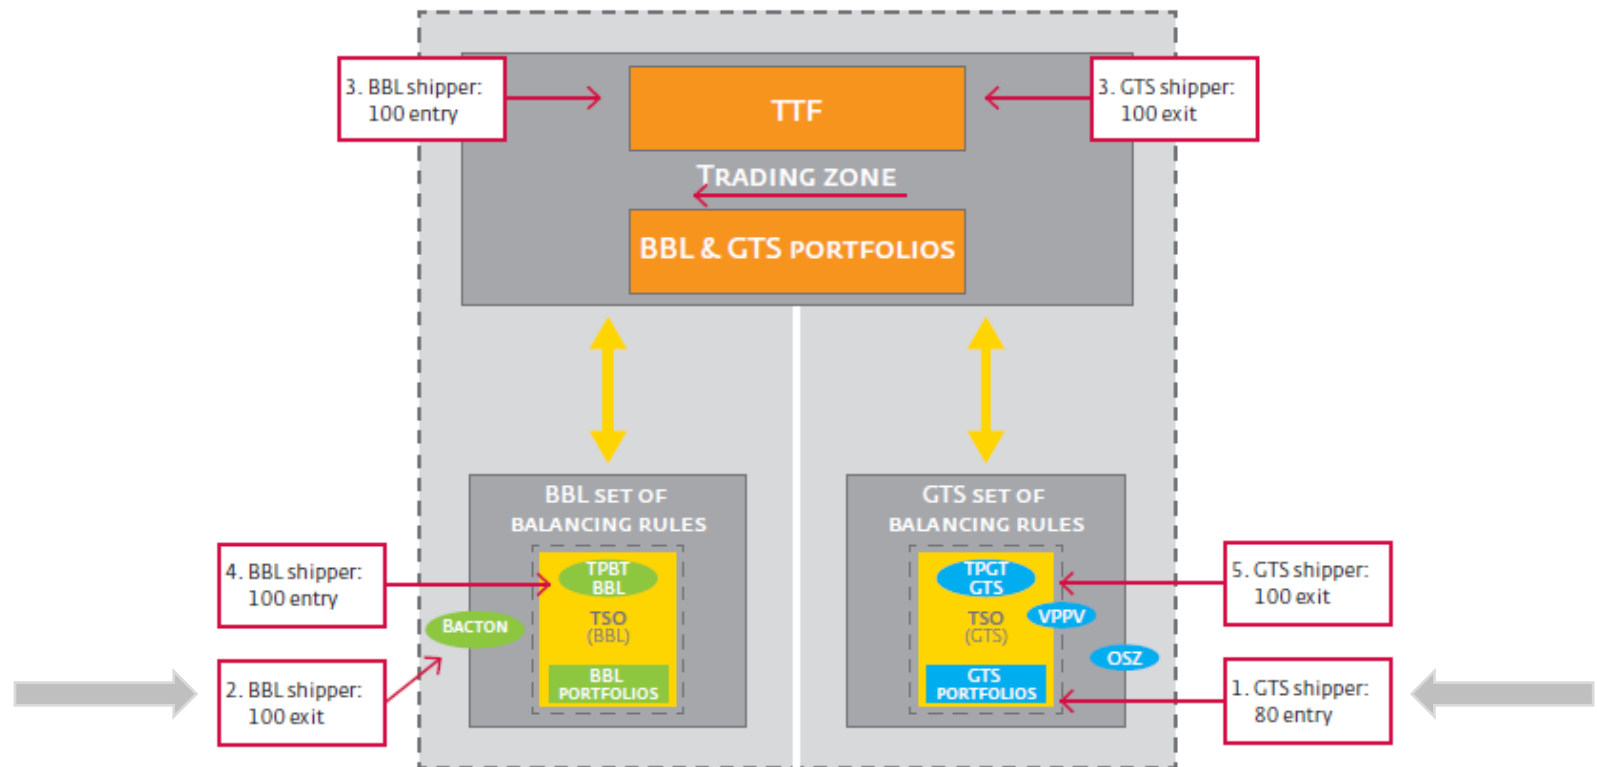 3. BBL shipper:
100 entry
TTF
3. GTS shipper:
100 exit
TRADING ZONE
BBL & GTS PORTFOLIOS
BBL SET OF
BALANCING RULES
GTS SET OF
BALANCING RULES
4. BBL shipper:
100 entry
TPBT
BBL
TPGT
GTS
5. GTS shipper:
100 exit
BACTON
TSO
(BBL)
TSO
(GTS)
VPPV
OSZ
2. BBL shipper:
100 exit
BBL
PORTFOLIOS
GTS
PORTFOLIOS
1. GTS shipper:
80 entry